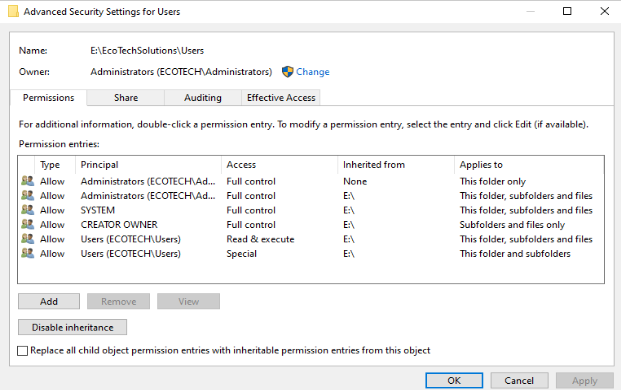 Advanced Security Settings for Users
Name: E:\EcoTechSolutions\Users
Owner: Administrators (ECOTECH\Administrators) Change
Permissions Share Auditing Effective Access
For additional information, double-click a permission entry. To modify a permission entry, select the entry and click Edit (if available).
Permission entries:
Type Principal Access Inherited from Applies to
Allow Administrators (ECOTECH\Ad... Full control None This folder only
Allow Administrators (ECOTECH\Ad... Full control E:\ This folder, subfolders and files
Allow SYSTEM Full control E:\ This folder, subfolders and files
Allow CREATOR OWNER Full control E:\ Subfolders and files only
Allow Users (ECOTECH\Users) Read & execute E:\ This folder, subfolders and files
Allow Users (ECOTECH\Users) Special E:\ This folder and subfolders
Add Remove View
Disable inheritance
Replace all child object permission entries with inheritable permission entries from this object
OK Cancel Apply